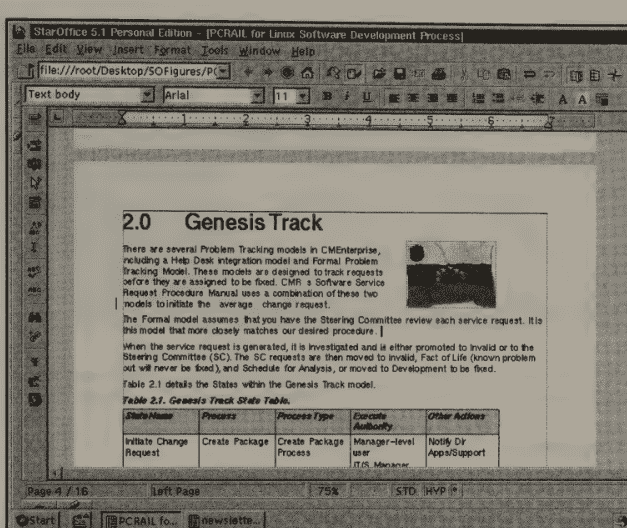 StarOffice 5.1 Personal Edition - [PCRAIL for Linux Software Development Process]
File Edit View Insert Format Tools Window Help
file:///root/Desktop/SOFigures/P(
Text body Arial 11 B i U A A
1 2 3 4 5 6 7
2.0 Genesis Track
There are several Problem Tracking models in CMEnterprise,
including a Help Desk integration model and Formal Problem
Tracking Model. These models are designed to track requests
before they are assigned to be fixed. CMR s Software Service
Request Procedure Manual uses a combination of these two
models to initiate the average change request.
The Formal model assumes that you have the Steering Committee review each service request. It is
this model that more closely matches our desired procedure.
When the service request is generated, it is investigated and is either promoted to Invalid or to the
Steering Committee (SC). The SC requests are then moved to Invalid, Fact of Life (known problem
but will never be fixed), and Schedule for Analysis, or moved to Development to be fixed.
Table 2.1 details the States within the Genesis Track model.
Table 2.1. Genesis Track State Table.
State Name Process Process Type Execute Other Actions
Authority
Initiate Change Create Package Create Package Manager-level Notify Dir
Request Process user Apps/Support
IT/S Manager
Page 4 / 16 Left Page 75% STD HYP *
Start PCRAIL fo... newslette...